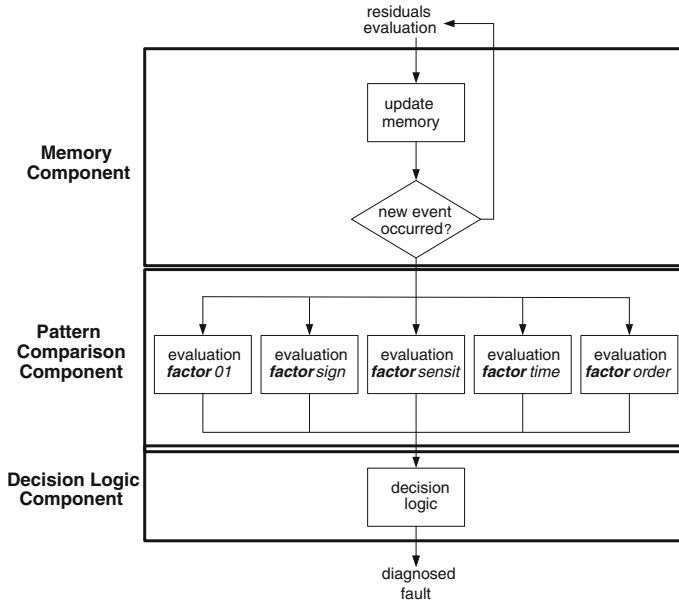 residuals
evaluation
update
memory
Memory
Component
new event
occurred?
Pattern
Comparison
Component
evaluation
factor 01
evaluation
factor sign
evaluation
factor sensit
evaluation
factor time
evaluation
factor order
Decision Logic
Component
decision
logic
diagnosed
fault